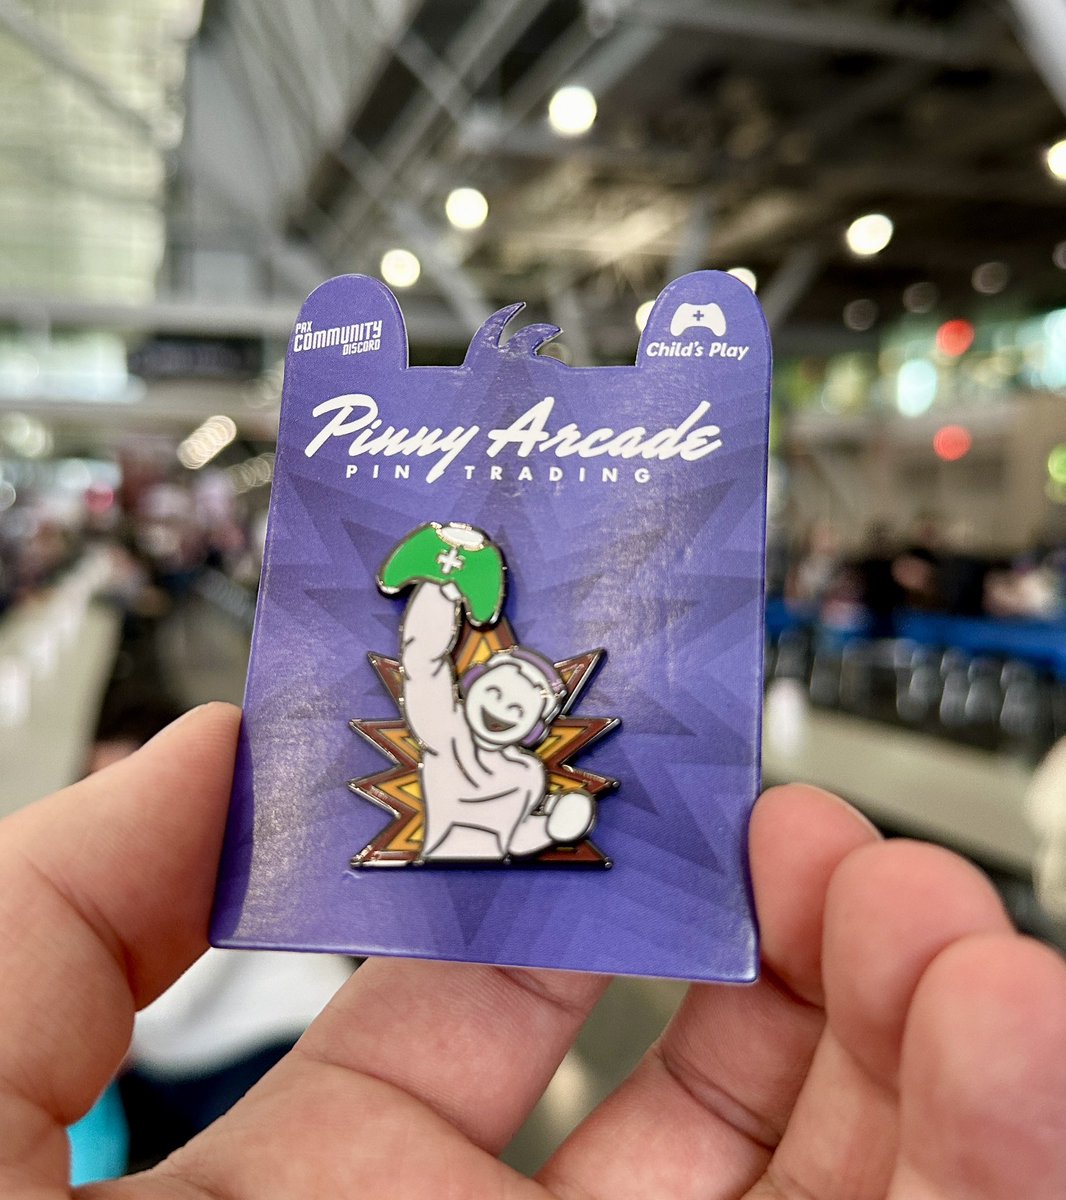 PAX
COMMUNITY
DISCORD
Child's Play
Pinny Arcade
PIN TRADING